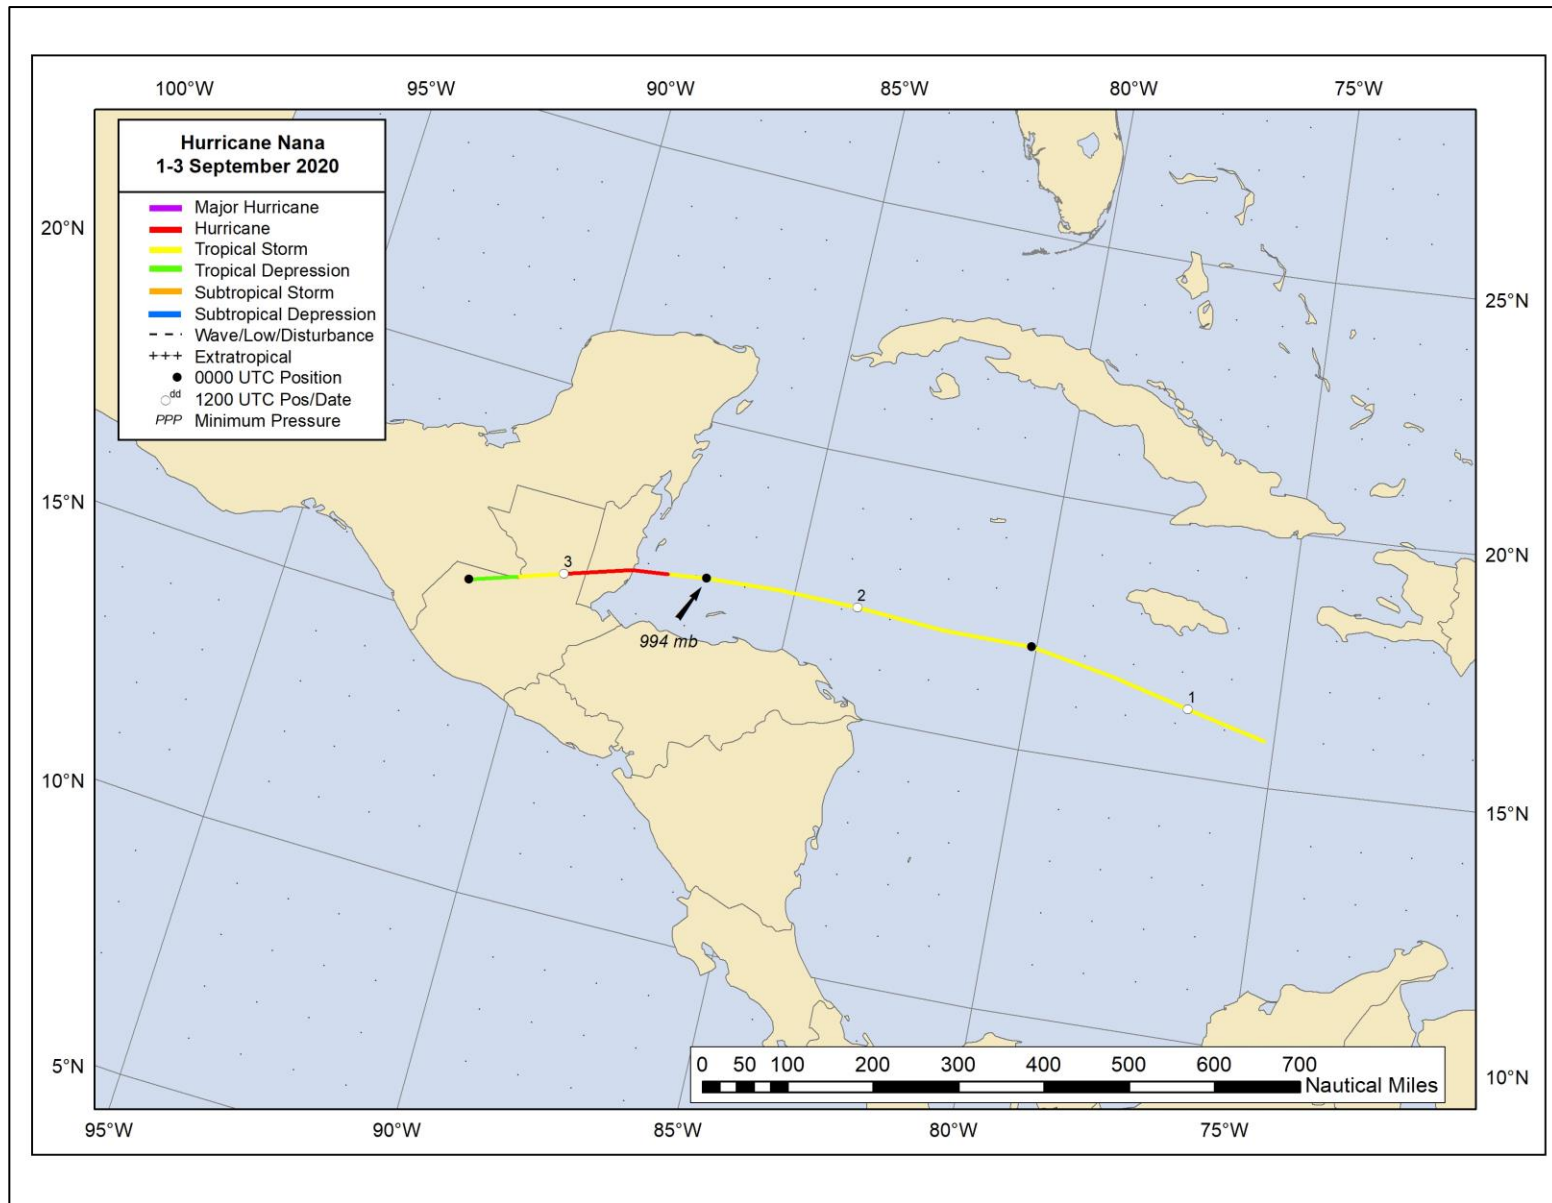 100°W 95°W 90°W 85°W 80°W 75°W
Hurricane Nana
1-3 September 2020
Major Hurricane
Hurricane
Tropical Storm
Tropical Depression
Subtropical Storm
Subtropical Depression
Wave/Low/Disturbance
+++ Extratropical
0000 UTC Position
dd 1200 UTC Pos/Date
PPP Minimum Pressure
20°N
25°N
15°N
20°N
3
2
994 mb
1
10°N
15°N
5°N
10°N
0 50 100 200 300 400 500 600 700
Nautical Miles
95°W 90°W 85°W 80°W 75°W